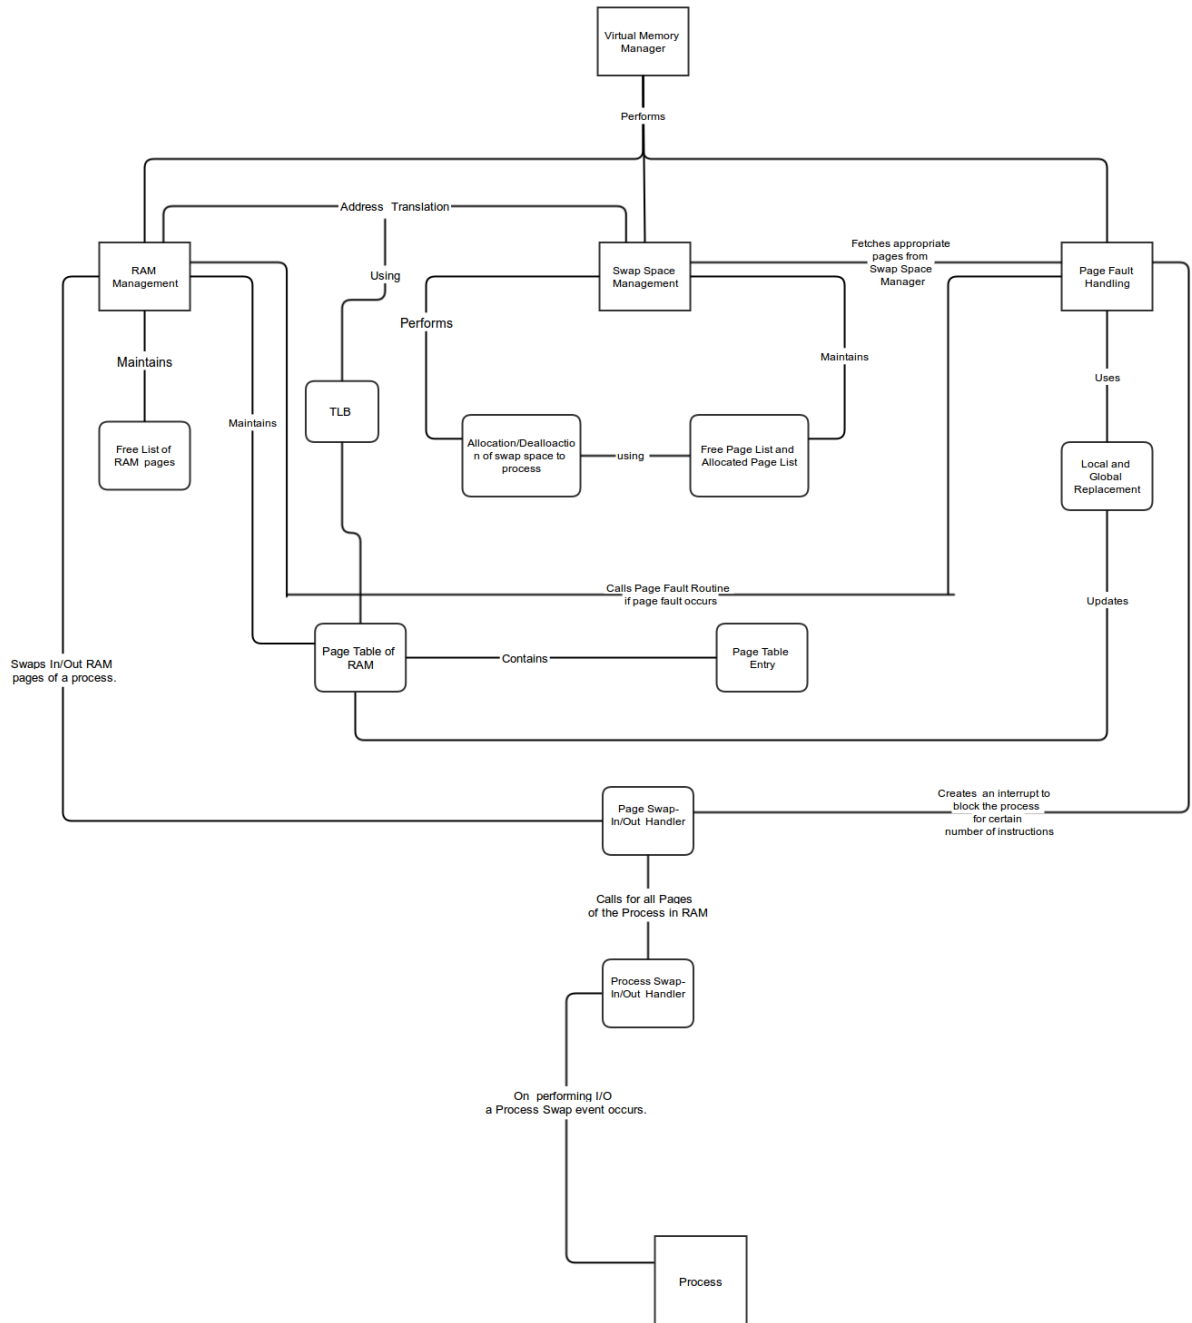 Virtual Memory
Manager
Performs
Address Translation
Fetches appropriate
pages from
Swap Space
Manager
RAM
Management
Using
Swap Space
Management
Page Fault
Handling
Performs
Maintains
Maintains
Uses
TLB
Maintains
Free List of
RAM pages
Allocation/Dealloactio
n of swap space to
process
using
Free Page List and
Allocated Page List
Local and
Global
Replacement
Calls Page Fault Routine
if page fault occurs
Updates
Swaps In/Out RAM
pages of a process.
Page Table of
RAM
Contains
Page Table
Entry
Page Swap-
In/Out Handler
Creates an interrupt to
block the process
for certain
number of instructions
Calls for all Pages
of the Process in RAM
Process Swap-
In/Out Handler
On performing I/O
a Process Swap event occurs.
Process